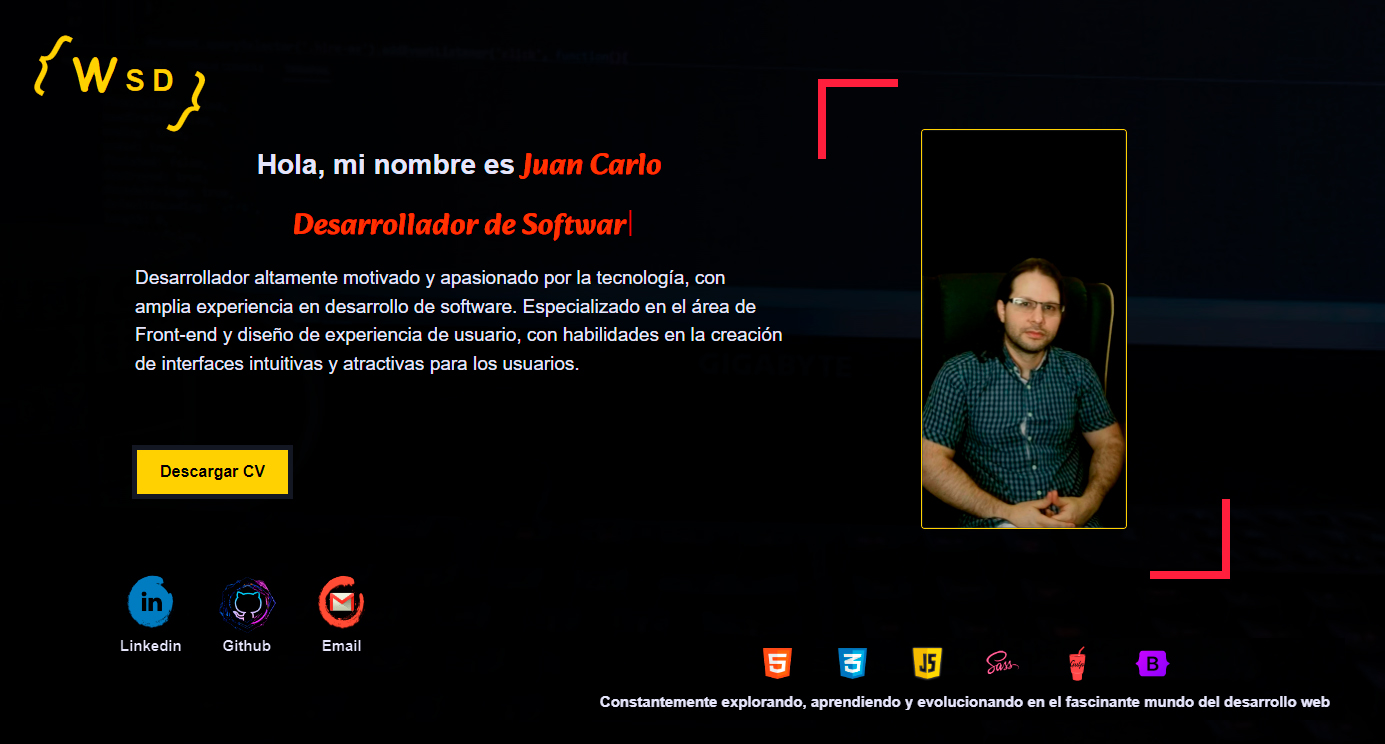 { W S D }
Hola, mi nombre es Juan Carlo
Desarrollador de Softwar
Desarrollador altamente motivado y apasionado por la tecnología, con
amplia experiencia en desarrollo de software. Especializado en el área de
Front-end y diseño de experiencia de usuario, con habilidades en la creación
de interfaces intuitivas y atractivas para los usuarios.
GIGABYTE
Descargar CV
in
Linkedin
Github
Email
5
3
JS
Sass
Gulp
B
Constantemente explorando, aprendiendo y evolucionando en el fascinante mundo del desarrollo web